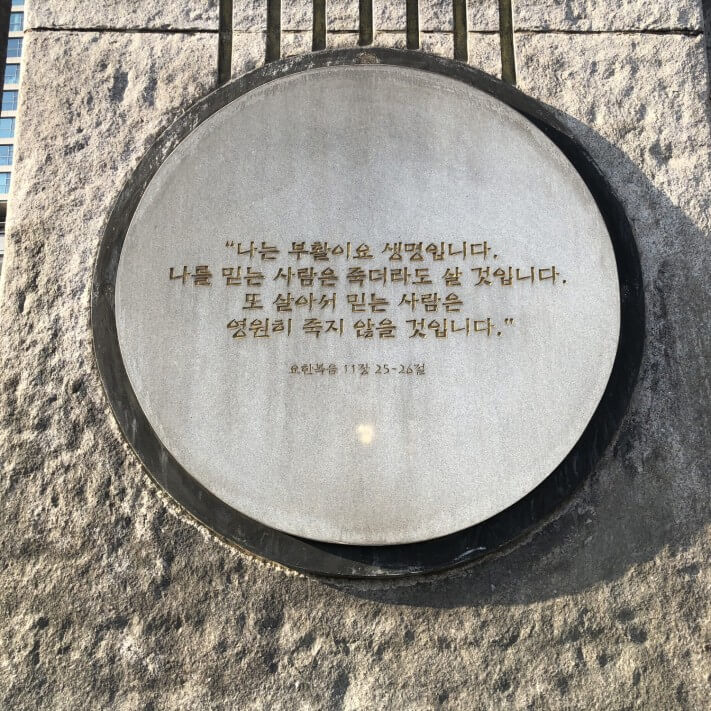 “나는 부활이요 생명입니다.
나를 믿는 사람은 죽더라도 살 것입니다.
또 살아서 믿는 사람은
영원히 죽지 않을 것입니다.”
요한복음 11장 25-26절